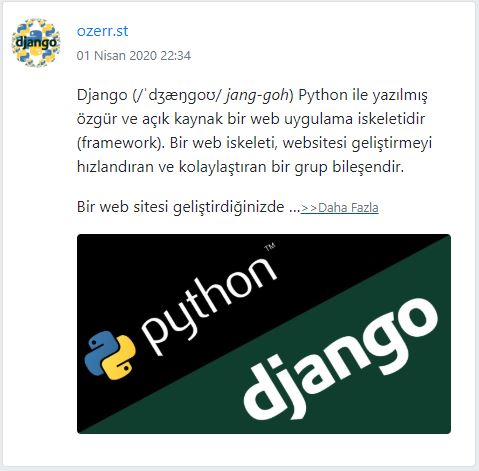 django
ozerr.st
01 Nisan 2020 22:34
Django (/ˈdʒæŋɡoʊ/ jang-goh) Python ile yazılmış
özgür ve açık kaynak bir web uygulama iskeletidir
(framework). Bir web iskeleti, websitesi geliştirmeyi
hızlandıran ve kolaylaştıran bir grup bileşendir.
Bir web sitesi geliştirdiğinizde ...>>Daha Fazla
python™
django